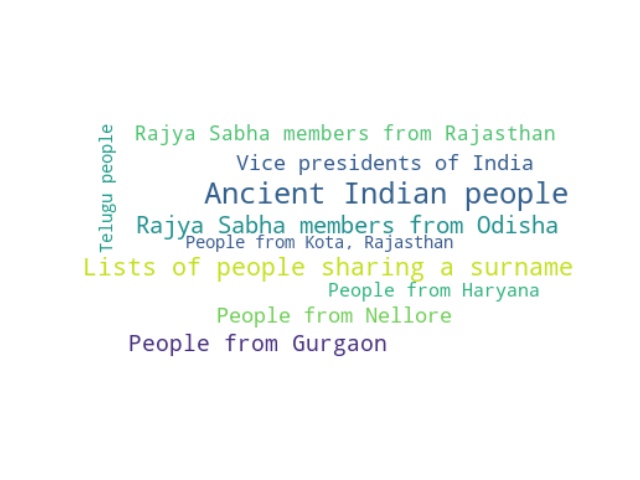 Telugu people
Rajya Sabha members from Rajasthan
Vice presidents of India
Ancient Indian people
Rajya Sabha members from Odisha
People from Kota, Rajasthan
Lists of people sharing a surname
People from Haryana
People from Nellore
People from Gurgaon